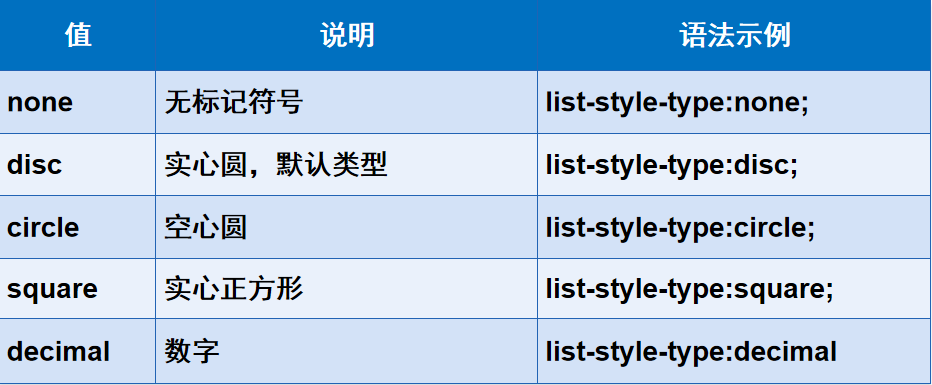 值 说明 语法示例
none 无标记符号 list-style-type:none;
disc 实心圆，默认类型 list-style-type:disc;
circle 空心圆 list-style-type:circle;
square 实心正方形 list-style-type:square;
decimal 数字 list-style-type:decimal